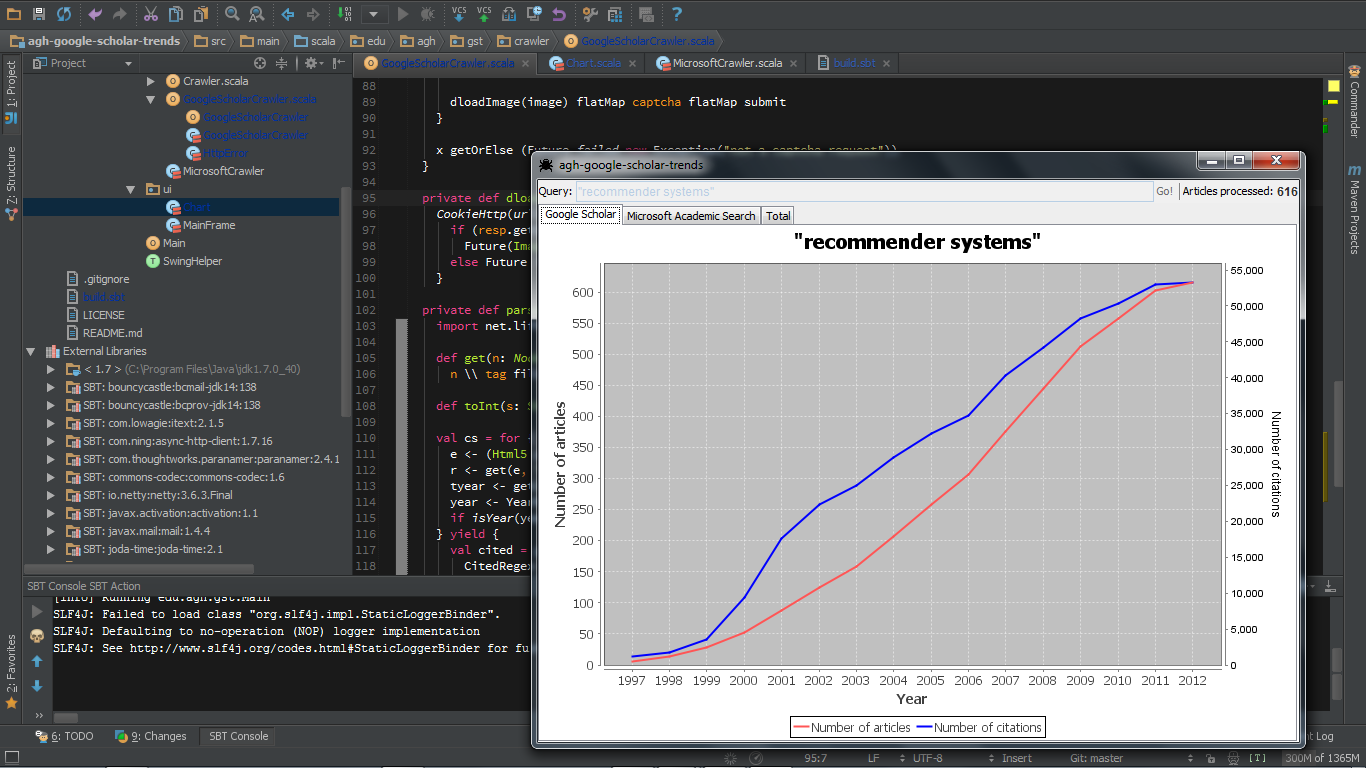 agh-google-scholar-trends src main scala edu agh gst crawler GoogleScholarCrawler.scala
1: Project
Z: Structure
2: Favorites
Project
Crawler.scala
GoogleScholarCrawler.scala
GoogleScholarCrawler
GoogleScholarCrawler
HttpError
MicrosoftCrawler
ui
Chart
MainFrame
Main
SwingHelper
.gitignore
build.sbt
LICENSE
README.md
External Libraries
< 1.7 > (C:\Program Files\Java\jdk1.7.0_40)
SBT: bouncycastle:bcmail-jdk14:138
SBT: bouncycastle:bcprov-jdk14:138
SBT: com.lowagie:itext:2.1.5
SBT: com.ning:async-http-client:1.7.16
SBT: com.thoughtworks.paranamer:paranamer:2.4.1
SBT: commons-codec:commons-codec:1.6
SBT: io.netty:netty:3.6.3.Final
SBT: javax.activation:activation:1.1
SBT: javax.mail:mail:1.4.4
SBT: joda-time:joda-time:2.1
GoogleScholarCrawler.scala Chart.scala MicrosoftCrawler.scala build.sbt
88
89 dloadImage(image) flatMap captcha flatMap submit
90 }
91
92 x getOrElse (Future failed new Exception("not a captcha request"))
93 }
94
95 private def dloa
96 CookieHttp(ur
97 if (resp.get
98 Future(Ima
99 else Future
100 }
101
102 private def pars
103 import net.li
104
105 def get(n: Nod
106 n \\ tag fil
107
108 def toInt(s: S
109
110 val cs = for
111 e <- (Html5
112 r <- get(e,
113 tyear <- get
114 year <- Year
115 if isYear(ye
116 } yield {
117 val cited =
118 CitedRege
Commander
Maven Projects
agh-google-scholar-trends
Query: "recommender systems" Go! Articles processed: 616
Google Scholar Microsoft Academic Search Total
"recommender systems"
Number of articles
600
550
500
450
400
350
300
250
200
150
100
50
0
55,000
50,000
45,000
40,000
35,000
30,000
25,000
20,000
15,000
10,000
5,000
0
Number of citations
1997 1998 1999 2000 2001 2002 2003 2004 2005 2006 2007 2008 2009 2010 2011 2012
Year
Number of articles Number of citations
SBT Console SBT Action
[info] Running edu.agh.gst.Main
SLF4J: Failed to load class "org.slf4j.impl.StaticLoggerBinder".
SLF4J: Defaulting to no-operation (NOP) logger implementation
SLF4J: See http://www.slf4j.org/codes.html#StaticLoggerBinder for fu
6: TODO 9: Changes SBT Console nt Log
95:7 LF UTF-8 Insert Git: master [T] 300M of 1365M